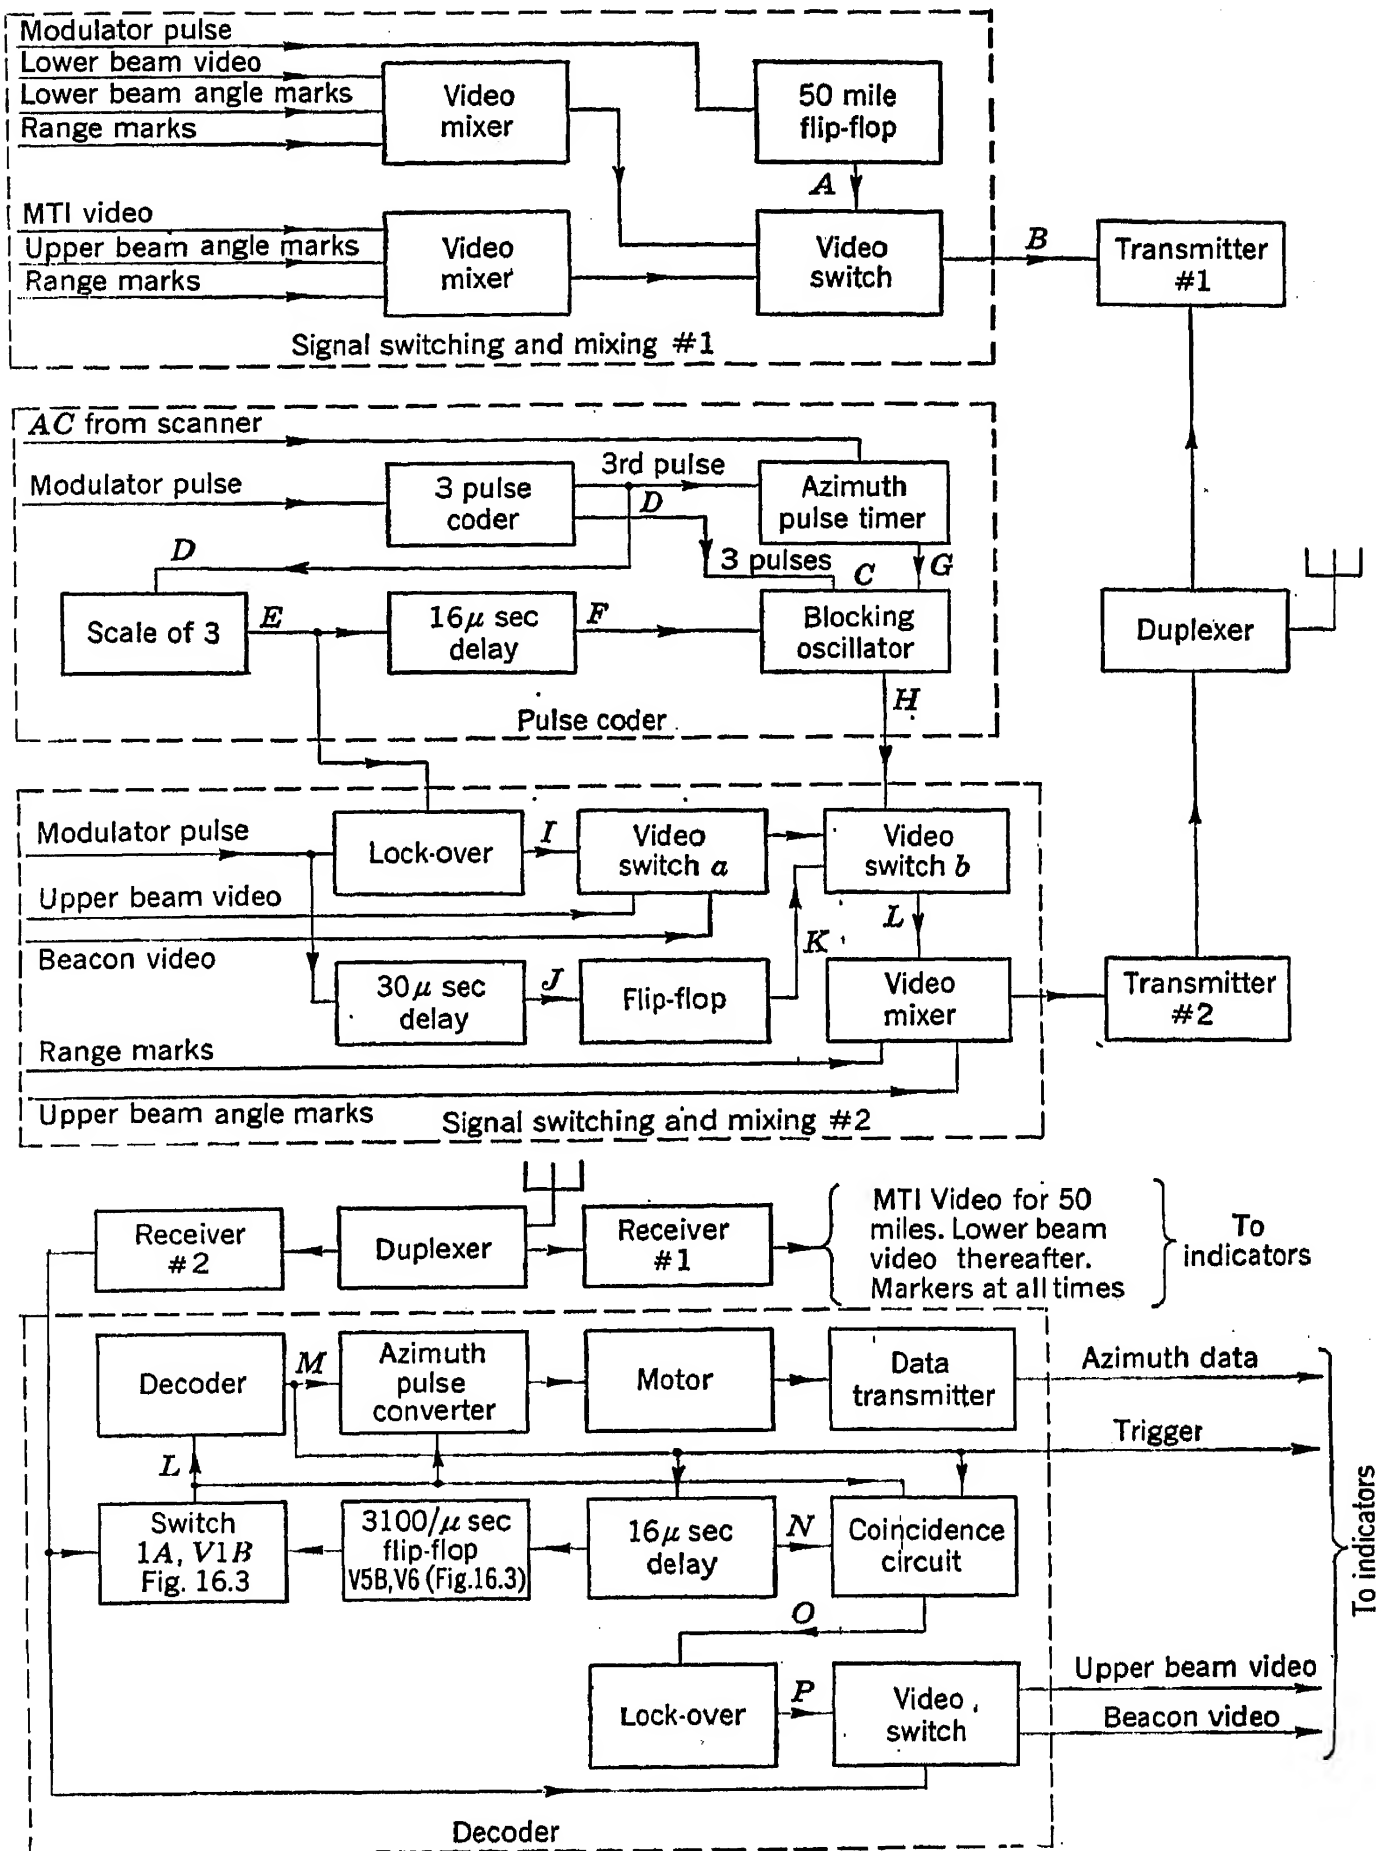 Modulator pulse
Lower beam video
Lower beam angle marks
Range marks
Video
mixer
50 mile
flip-flop
A
MTI video
Upper beam angle marks
Range marks
Video
mixer
Video
switch
B
Transmitter
#1
Signal switching and mixing #1
AC from scanner
Modulator pulse
3 pulse
coder
3rd pulse
D
Azimuth
pulse timer
D
3 pulses
C
G
Scale of 3
E
16μ sec
delay
F
Blocking
oscillator
Duplexer
H
Pulse coder
Modulator pulse
Lock-over
I
Video
switch a
Video
switch b
Upper beam video
L
K
Beacon video
30μ sec
delay
J
Flip-flop
Video
mixer
Transmitter
#2
Range marks
Upper beam angle marks
Signal switching and mixing #2
Receiver
#2
Duplexer
Receiver
#1
MTI Video for 50
miles. Lower beam
video thereafter.
Markers at all times
To
indicators
Decoder
M
Azimuth
pulse
converter
Motor
Data
transmitter
Azimuth data
Trigger
L
Switch
1A, V1B
Fig. 16.3
3100/μ sec
flip-flop
V5B, V6 (Fig.16.3)
16μ sec
delay
N
Coincidence
circuit
To indicators
O
Lock-over
P
Video
switch
Upper beam video
Beacon video
Decoder